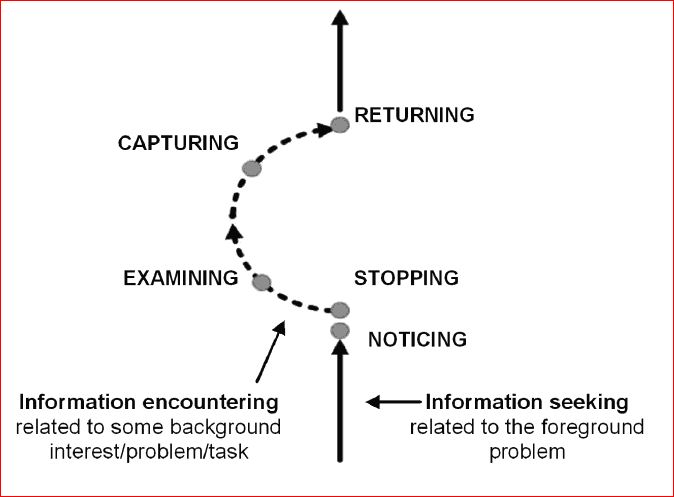 RETURNING
CAPTURING
EXAMINING
STOPPING
NOTICING
Information encountering
related to some background
interest/problem/task
Information seeking
related to the foreground
problem